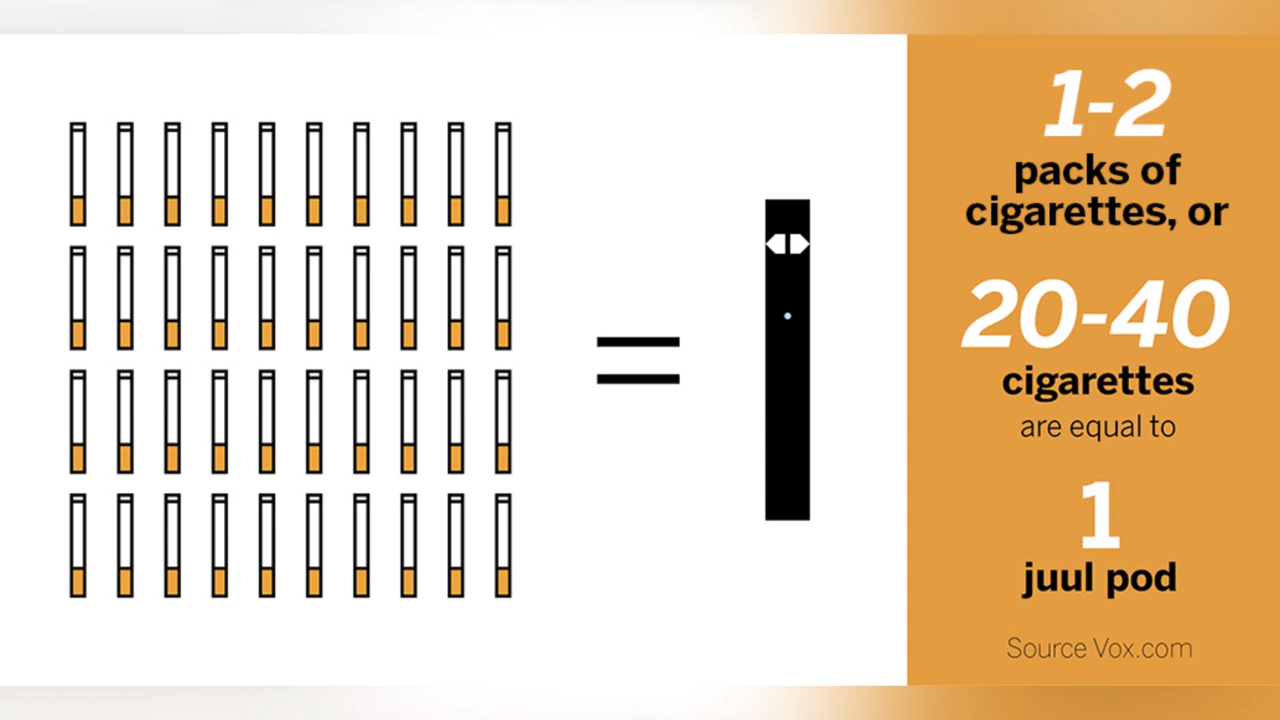 1-2
packs of
cigarettes, or
20-40
cigarettes
are equal to
1
juul pod
Source Vox.com